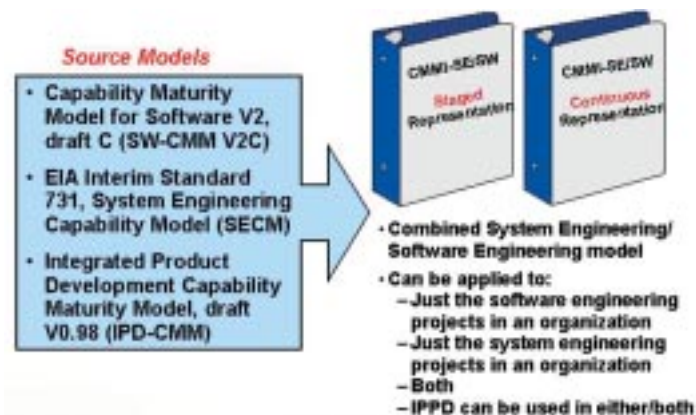 Source Models
• Capability Maturity
Model for Software V2,
draft C (SW-CMM V2C)
• EIA Interim Standard
731, System Engineering
Capability Model (SECM)
• Integrated Product
Development Capability
Maturity Model, draft
V0.98 (IPD-CMM)
CMMI-SE/SW
Staged
Representation
CMMI-SE/SW
Continuous
Representation
• Combined System Engineering/
Software Engineering model
• Can be applied to:
– Just the software engineering
projects in an organization
– Just the system engineering
projects in an organization
– Both
– IPPD can be used in either/both